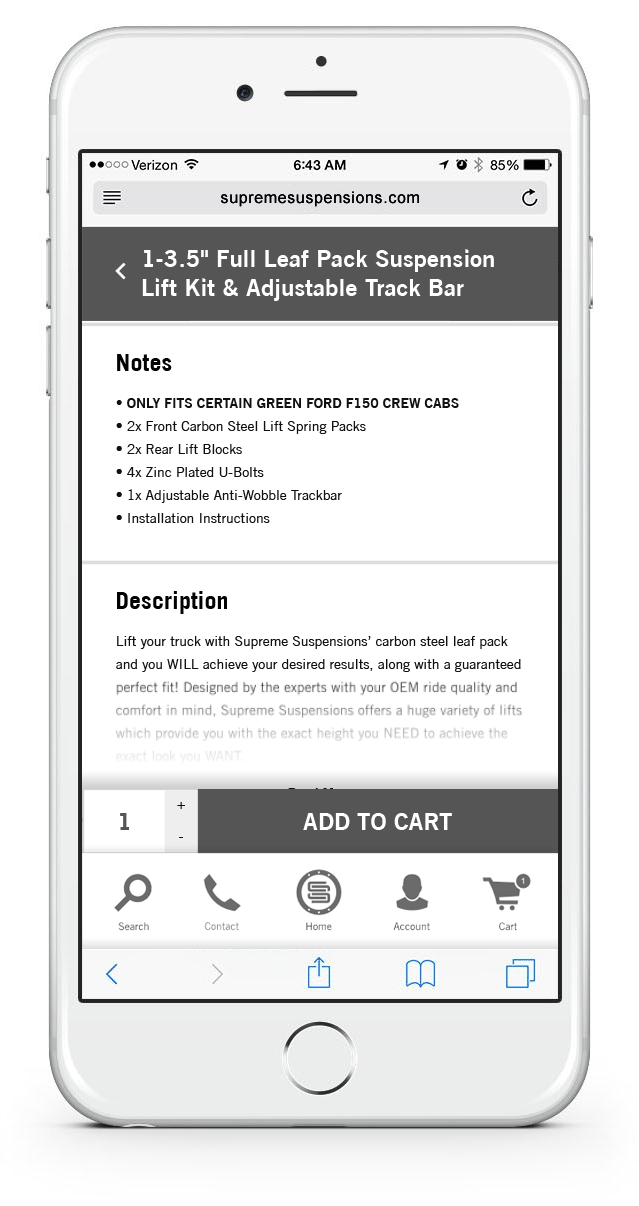 Verizon 6:43 AM 85%
supremesuspensions.com
1-3.5" Full Leaf Pack Suspension
Lift Kit & Adjustable Track Bar
Notes
• ONLY FITS CERTAIN GREEN FORD F150 CREW CABS
• 2x Front Carbon Steel Lift Spring Packs
• 2x Rear Lift Blocks
• 4x Zinc Plated U-Bolts
• 1x Adjustable Anti-Wobble Trackbar
• Installation Instructions
Description
Lift your truck with Supreme Suspensions’ carbon steel leaf pack
and you WILL achieve your desired results, along with a guaranteed
perfect fit! Designed by the experts with your OEM ride quality and
comfort in mind, Supreme Suspensions offers a huge variety of lifts
which provide you with the exact height you NEED to achieve the
exact look you WANT.
1 + - ADD TO CART
1
Search Contact Home Account Cart